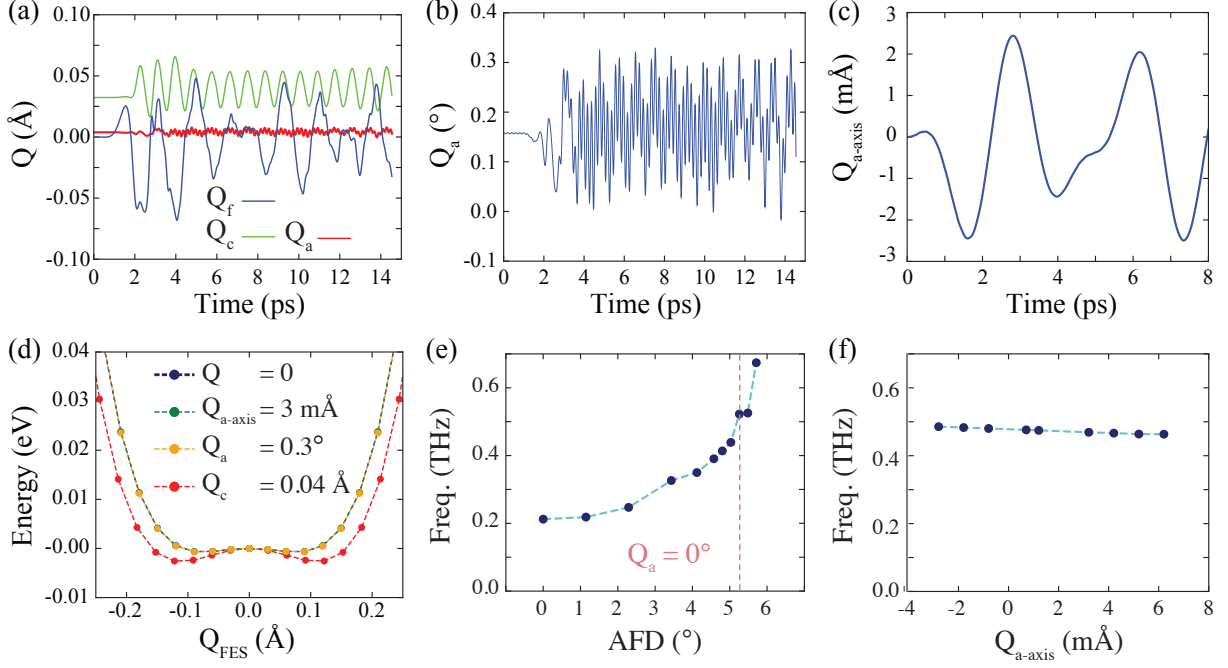 (a)
0.10
0.05
0.00
-0.05
-0.10
Q (Å)
Q_f
Q_c
Q_a
0 2 4 6 8 10 12 14
Time (ps)
(b)
0.4
0.3
0.2
0.1
0.0
-0.1
Q_a (°)
0 2 4 6 8 10 12 14
Time (ps)
(c)
3
2
1
0
-1
-2
-3
Q_a-axis (mÅ)
0 2 4 6 8
Time (ps)
(d)
0.04
0.03
0.02
0.01
-0.00
-0.01
Energy (eV)
Q = 0
Q_a-axis = 3 mÅ
Q_a = 0.3°
Q_c = 0.04 Å
-0.2 -0.1 0.0 0.1 0.2
Q_FES (Å)
(e)
0.6
0.4
0.2
0.0
Freq. (THz)
Q_a = 0°
0 1 2 3 4 5 6
AFD (°)
(f)
0.6
0.4
0.2
0.0
Freq. (THz)
-4 -2 0 2 4 6 8
Q_a-axis (mÅ)